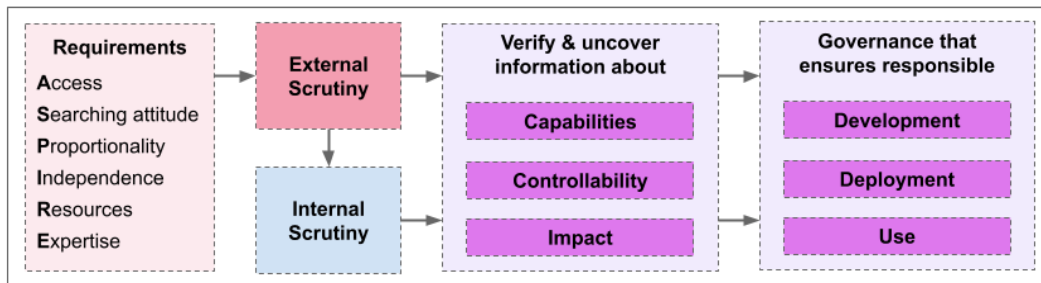 Requirements
Access
Searching attitude
Proportionality
Independence
Resources
Expertise
External
Scrutiny
Internal
Scrutiny
Verify & uncover
information about
Capabilities
Controllability
Impact
Governance that
ensures responsible
Development
Deployment
Use